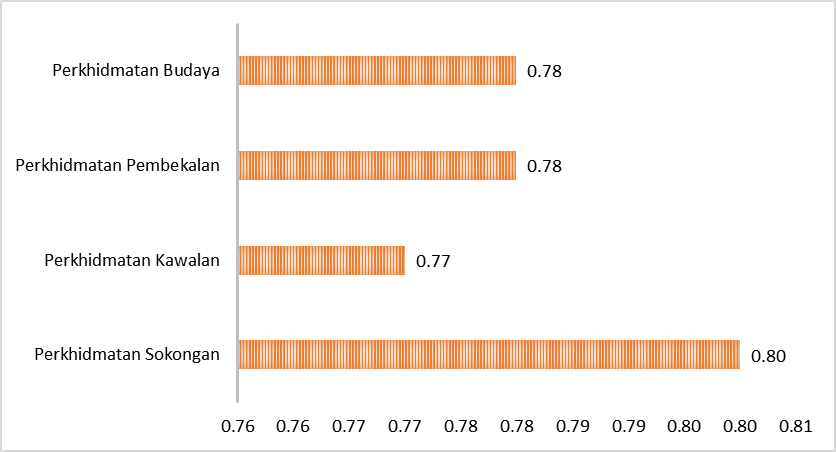 Perkhidmatan Budaya 0.78
Perkhidmatan Pembekalan 0.78
Perkhidmatan Kawalan 0.77
Perkhidmatan Sokongan 0.80
0.76 0.76 0.77 0.77 0.78 0.78 0.79 0.79 0.80 0.80 0.81